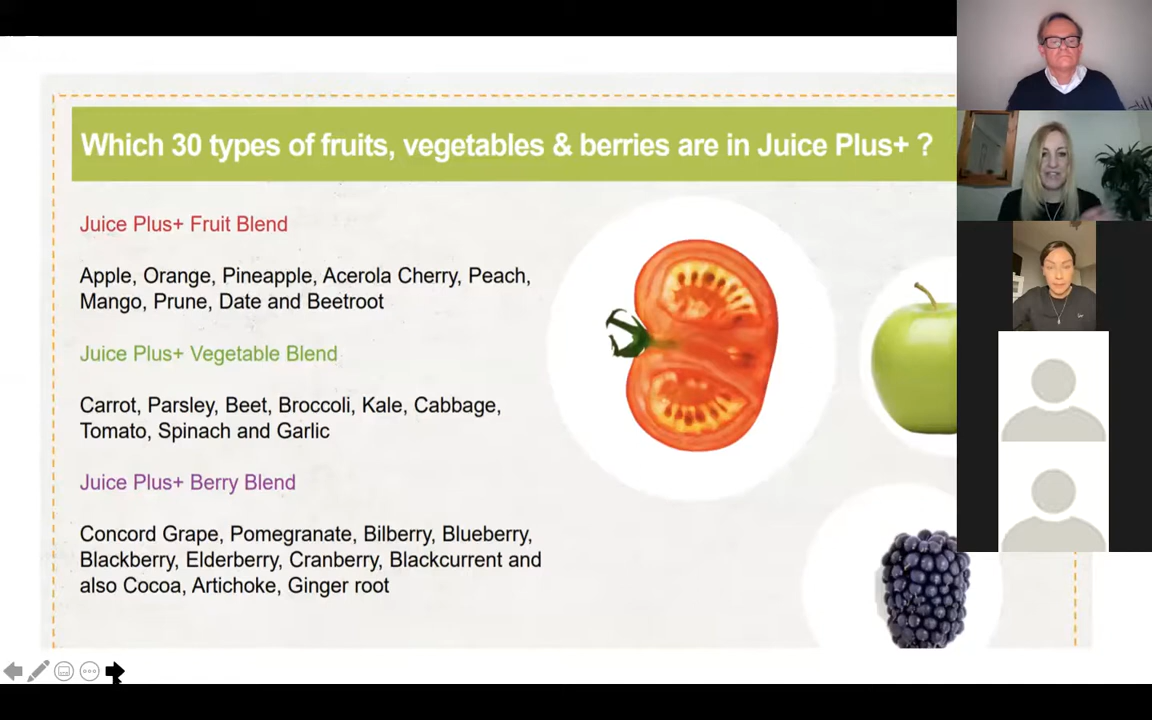 Which 30 types of fruits, vegetables & berries are in Juice Plus+ ?
Juice Plus+ Fruit Blend
Apple, Orange, Pineapple, Acerola Cherry, Peach,
Mango, Prune, Date and Beetroot
Juice Plus+ Vegetable Blend
Carrot, Parsley, Beet, Broccoli, Kale, Cabbage,
Tomato, Spinach and Garlic
Juice Plus+ Berry Blend
Concord Grape, Pomegranate, Bilberry, Blueberry,
Blackberry, Elderberry, Cranberry, Blackcurrent and
also Cocoa, Artichoke, Ginger root